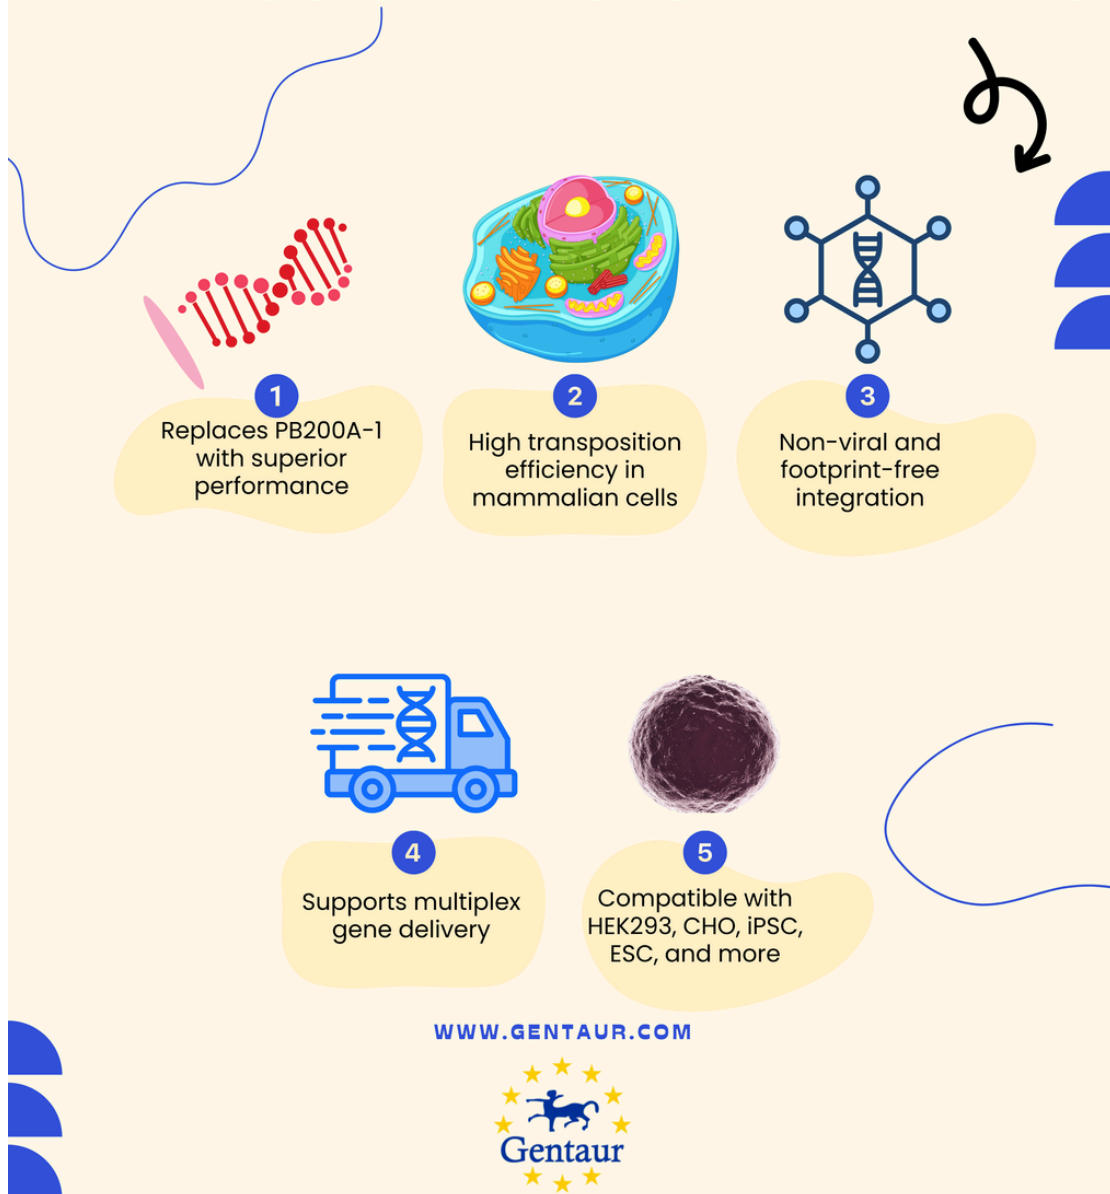 1
Replaces PB200A-1
with superior
performance
2
High transposition
efficiency in
mammalian cells
3
Non-viral and
footprint-free
integration
4
Supports multiplex
gene delivery
5
Compatible with
HEK293, CHO, iPSC,
ESC, and more
WWW.GENTAUR.COM
Gentaur